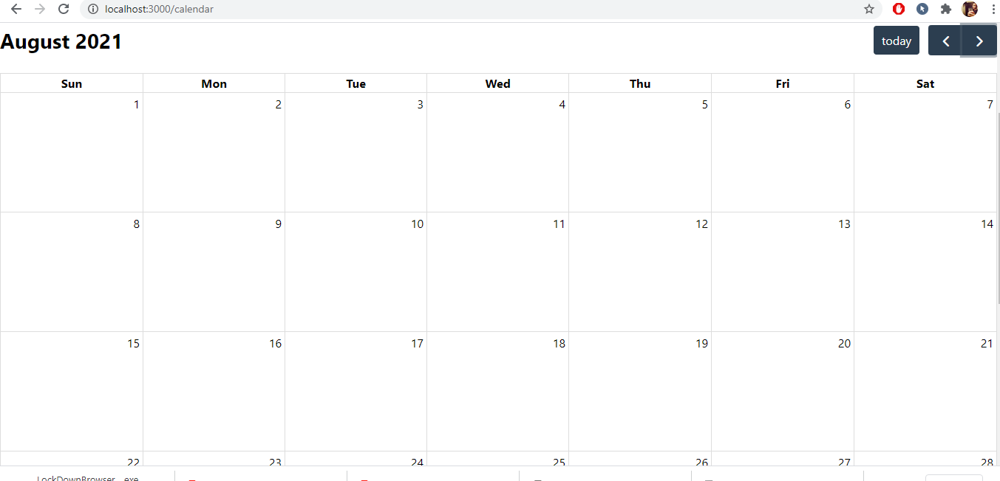 localhost:3000/calendar
August 2021
today
Sun Mon Tue Wed Thu Fri Sat
1 2 3 4 5 6 7
8 9 10 11 12 13 14
15 16 17 18 19 20 21
22 23 24 25 26 27 28
LockDownBrowser....exe